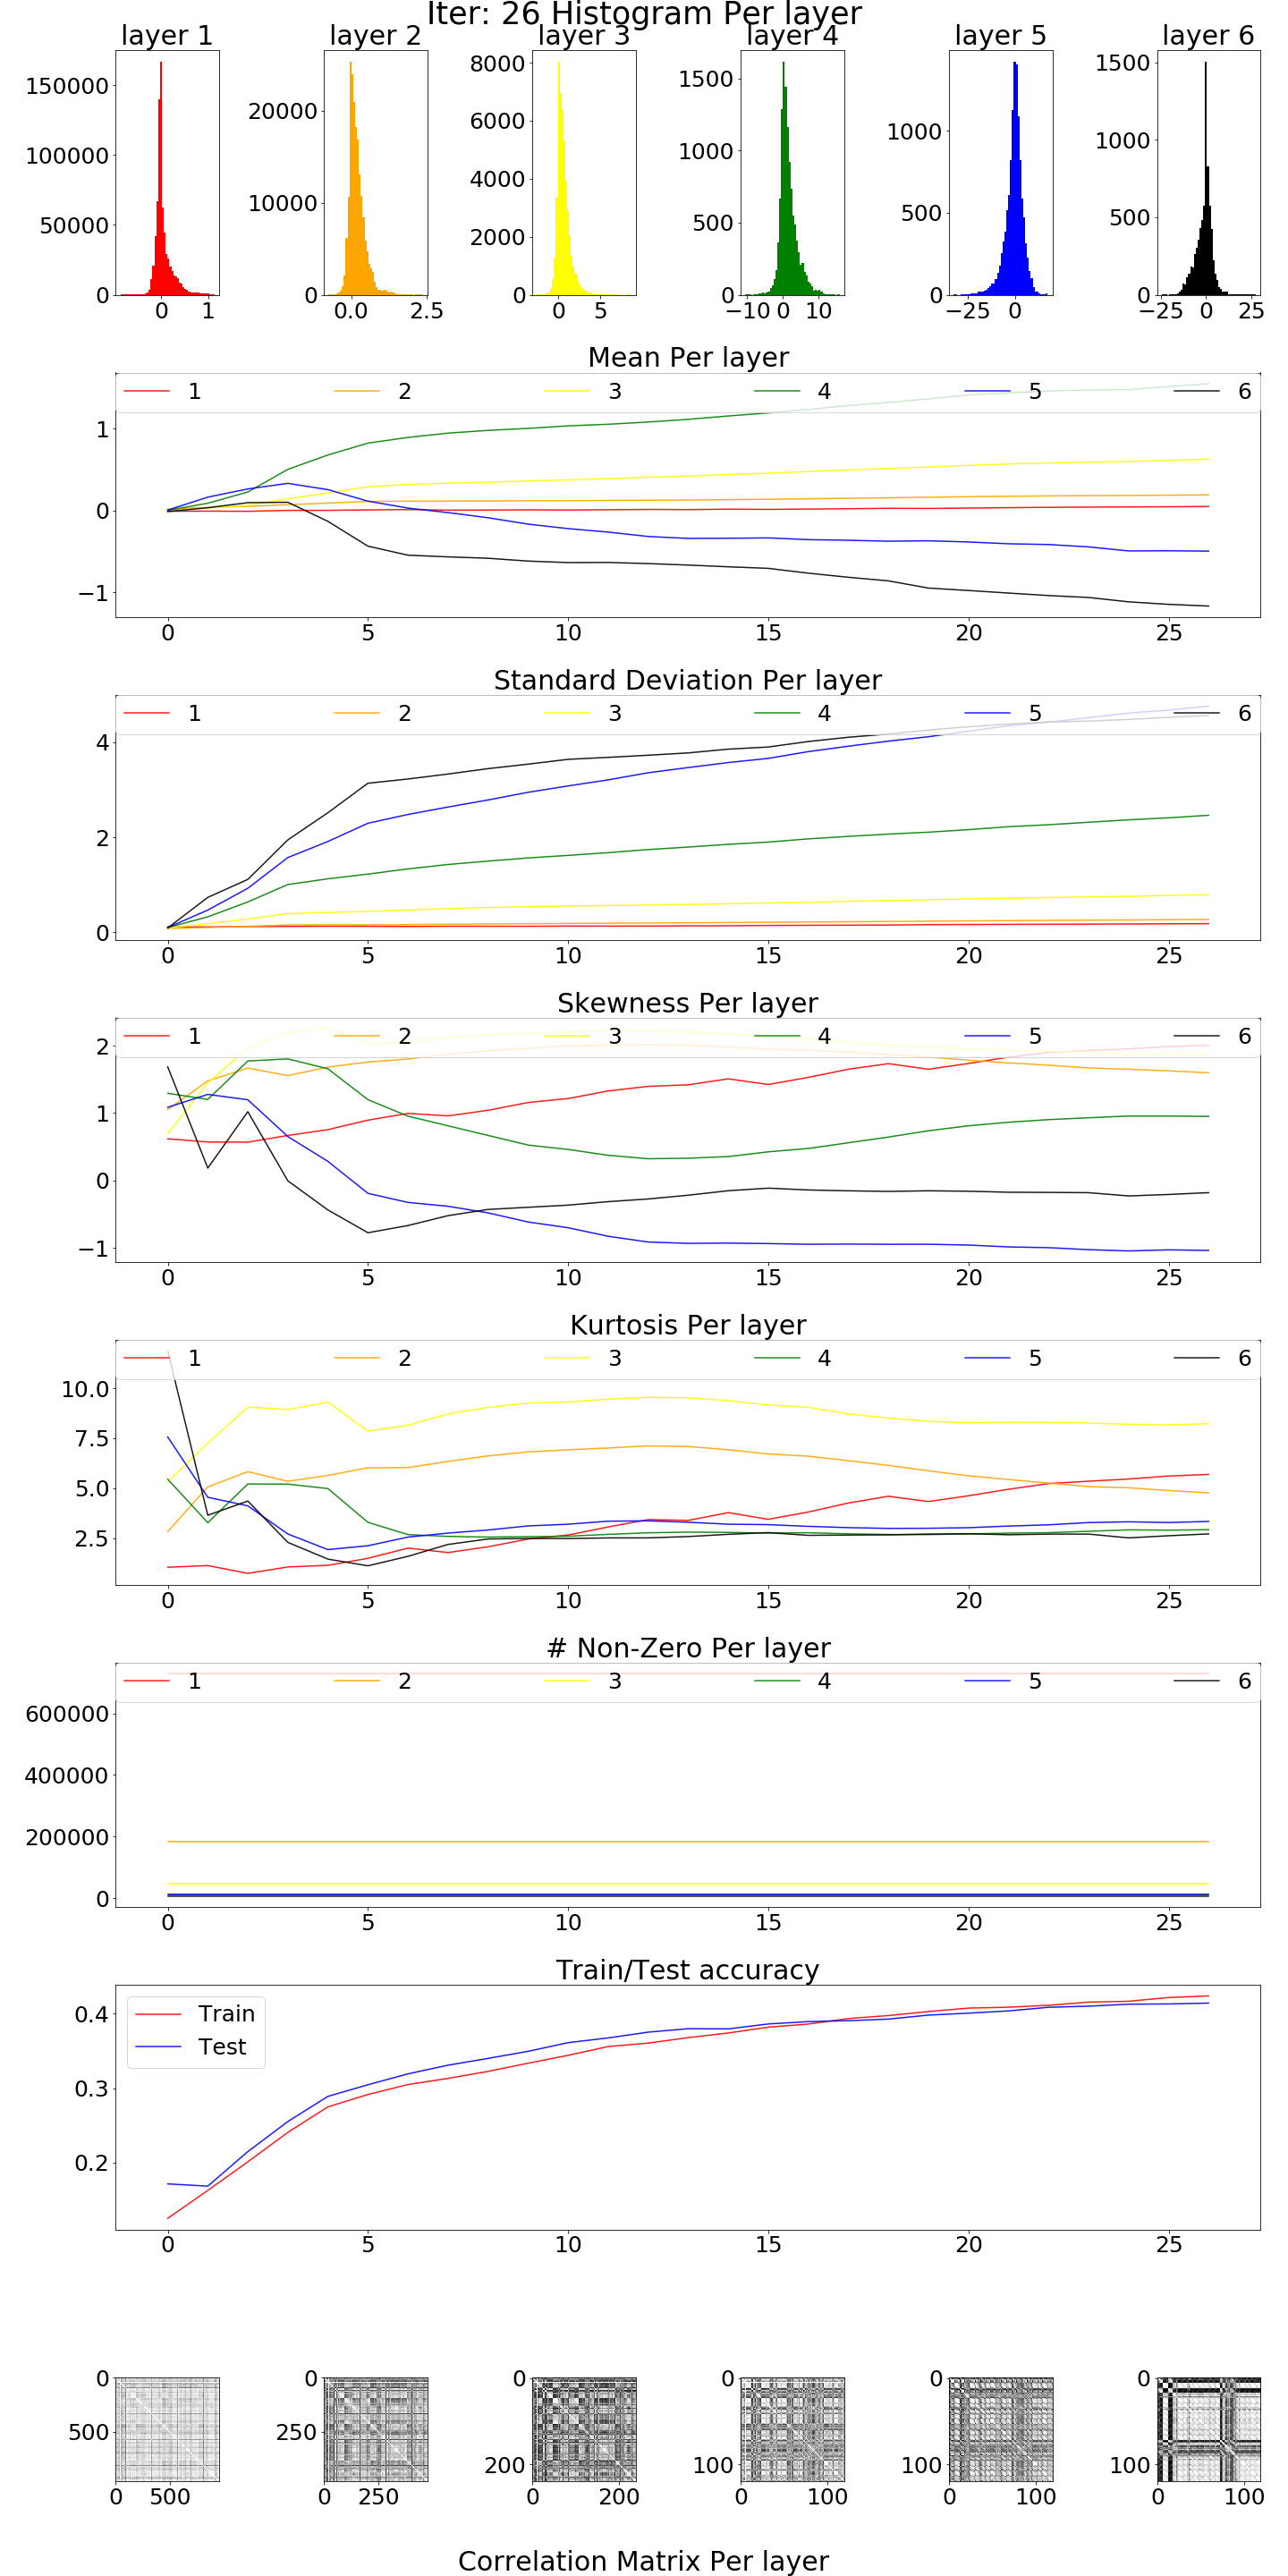 Iter: 26 Histogram Per layer
layer 1 layer 2 layer 3 layer 4 layer 5 layer 6
150000
100000
50000
0
0 1
20000
10000
0
0.0 2.5
8000
6000
4000
2000
0
0 5
1500
1000
500
0
−10 0 10
1000
500
0
−25 0
1500
1000
500
0
−25 0 25
Mean Per layer
1 2 3 4 5 6
1
0
−1
0 5 10 15 20 25
Standard Deviation Per layer
1 2 3 4 5 6
4
2
0
0 5 10 15 20 25
Skewness Per layer
1 2 3 4 5 6
2
1
0
−1
0 5 10 15 20 25
Kurtosis Per layer
1 2 3 4 5 6
10.0
7.5
5.0
2.5
0 5 10 15 20 25
# Non-Zero Per layer
1 2 3 4 5 6
600000
400000
200000
0
0 5 10 15 20 25
Train/Test accuracy
Train
Test
0.4
0.3
0.2
0 5 10 15 20 25
0
500
0 500
0
250
0 250
0
200
0 200
0
100
0 100
0
100
0 100
0
100
0 100
Correlation Matrix Per layer